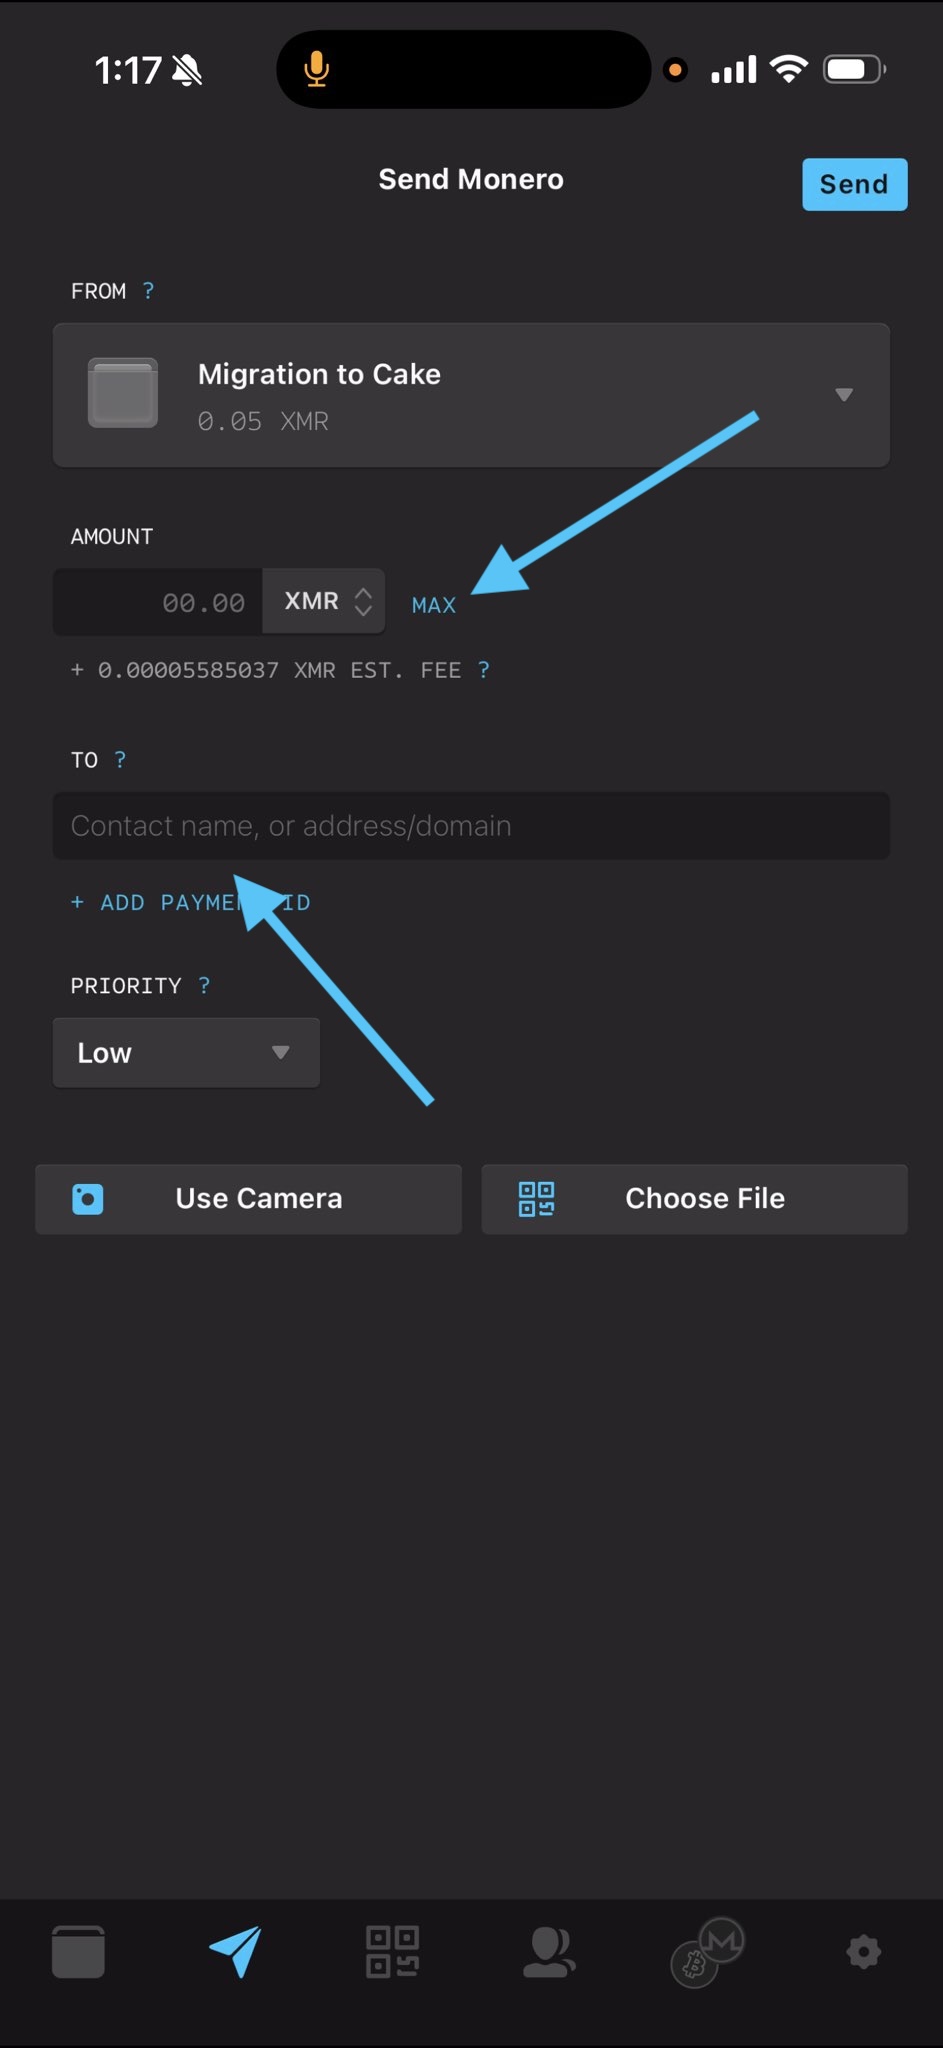 1:17
Send Monero
Send
FROM ?
Migration to Cake
0.05 XMR
AMOUNT
00.00 XMR MAX
+ 0.00005585037 XMR EST. FEE ?
TO ?
Contact name, or address/domain
+ ADD PAYME ID
PRIORITY ?
Low
Use Camera
Choose File